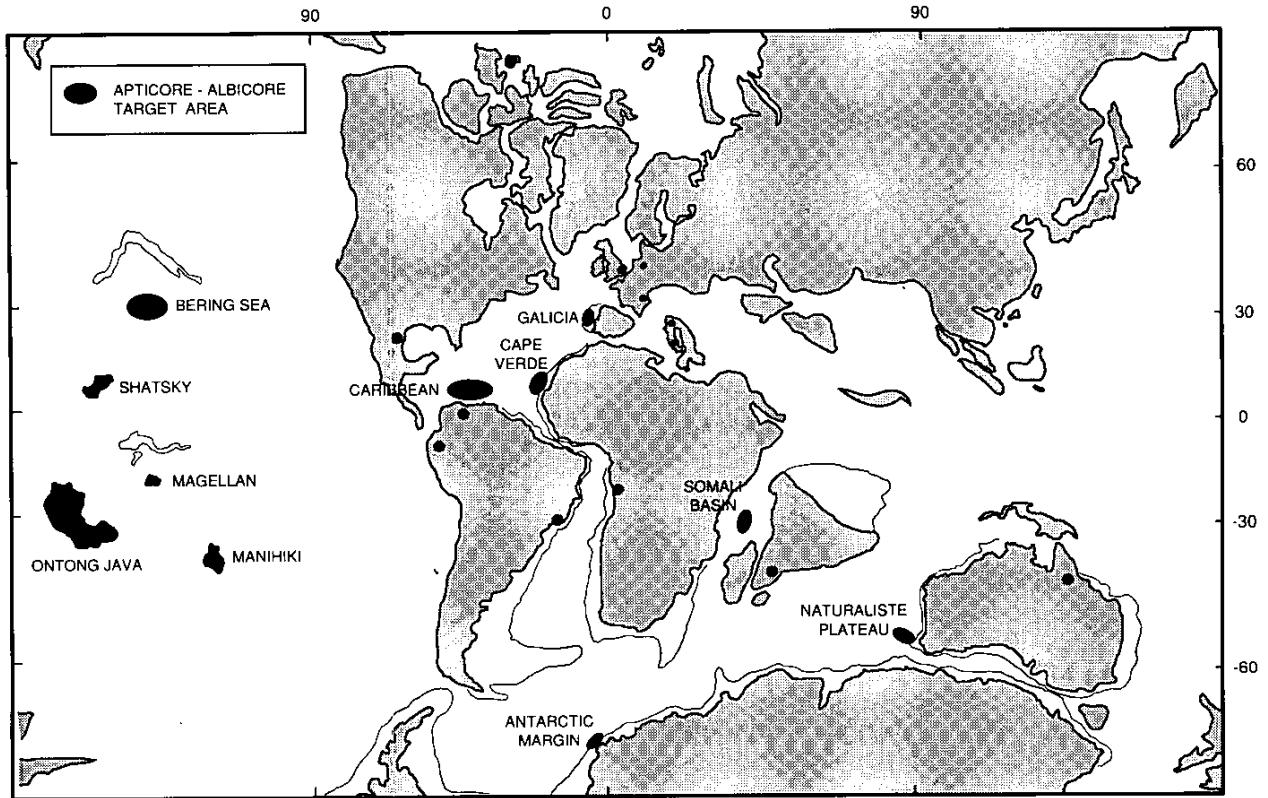 90 0 90
APTICORE - ALBICORE
TARGET AREA
60
BERING SEA
GALICIA
30
CAPE
VERDE
SHATSKY
CARIBBEAN
0
MAGELLAN
SOMALI
BASIN
-30
ONTONG JAVA
MANIHIKI
NATURALISTE
PLATEAU
-60
ANTARCTIC
MARGIN